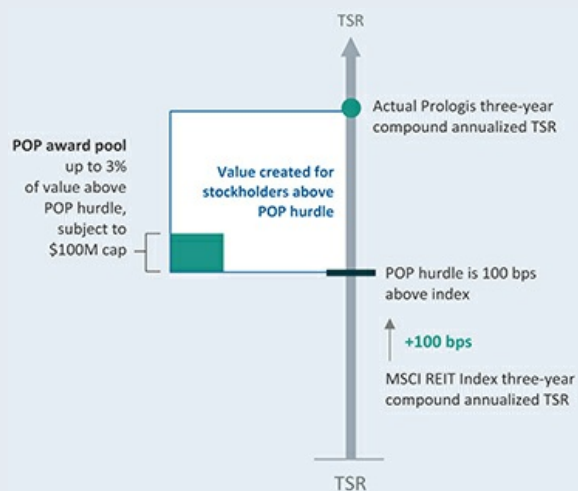 TSR
Actual Prologis three-year
compound annualized TSR
POP award pool
up to 3%
of value above
POP hurdle,
subject to
$100M cap
Value created for
stockholders above
POP hurdle
POP hurdle is 100 bps
above index
+100 bps
MSCI REIT Index three-year
compound annualized TSR
TSR